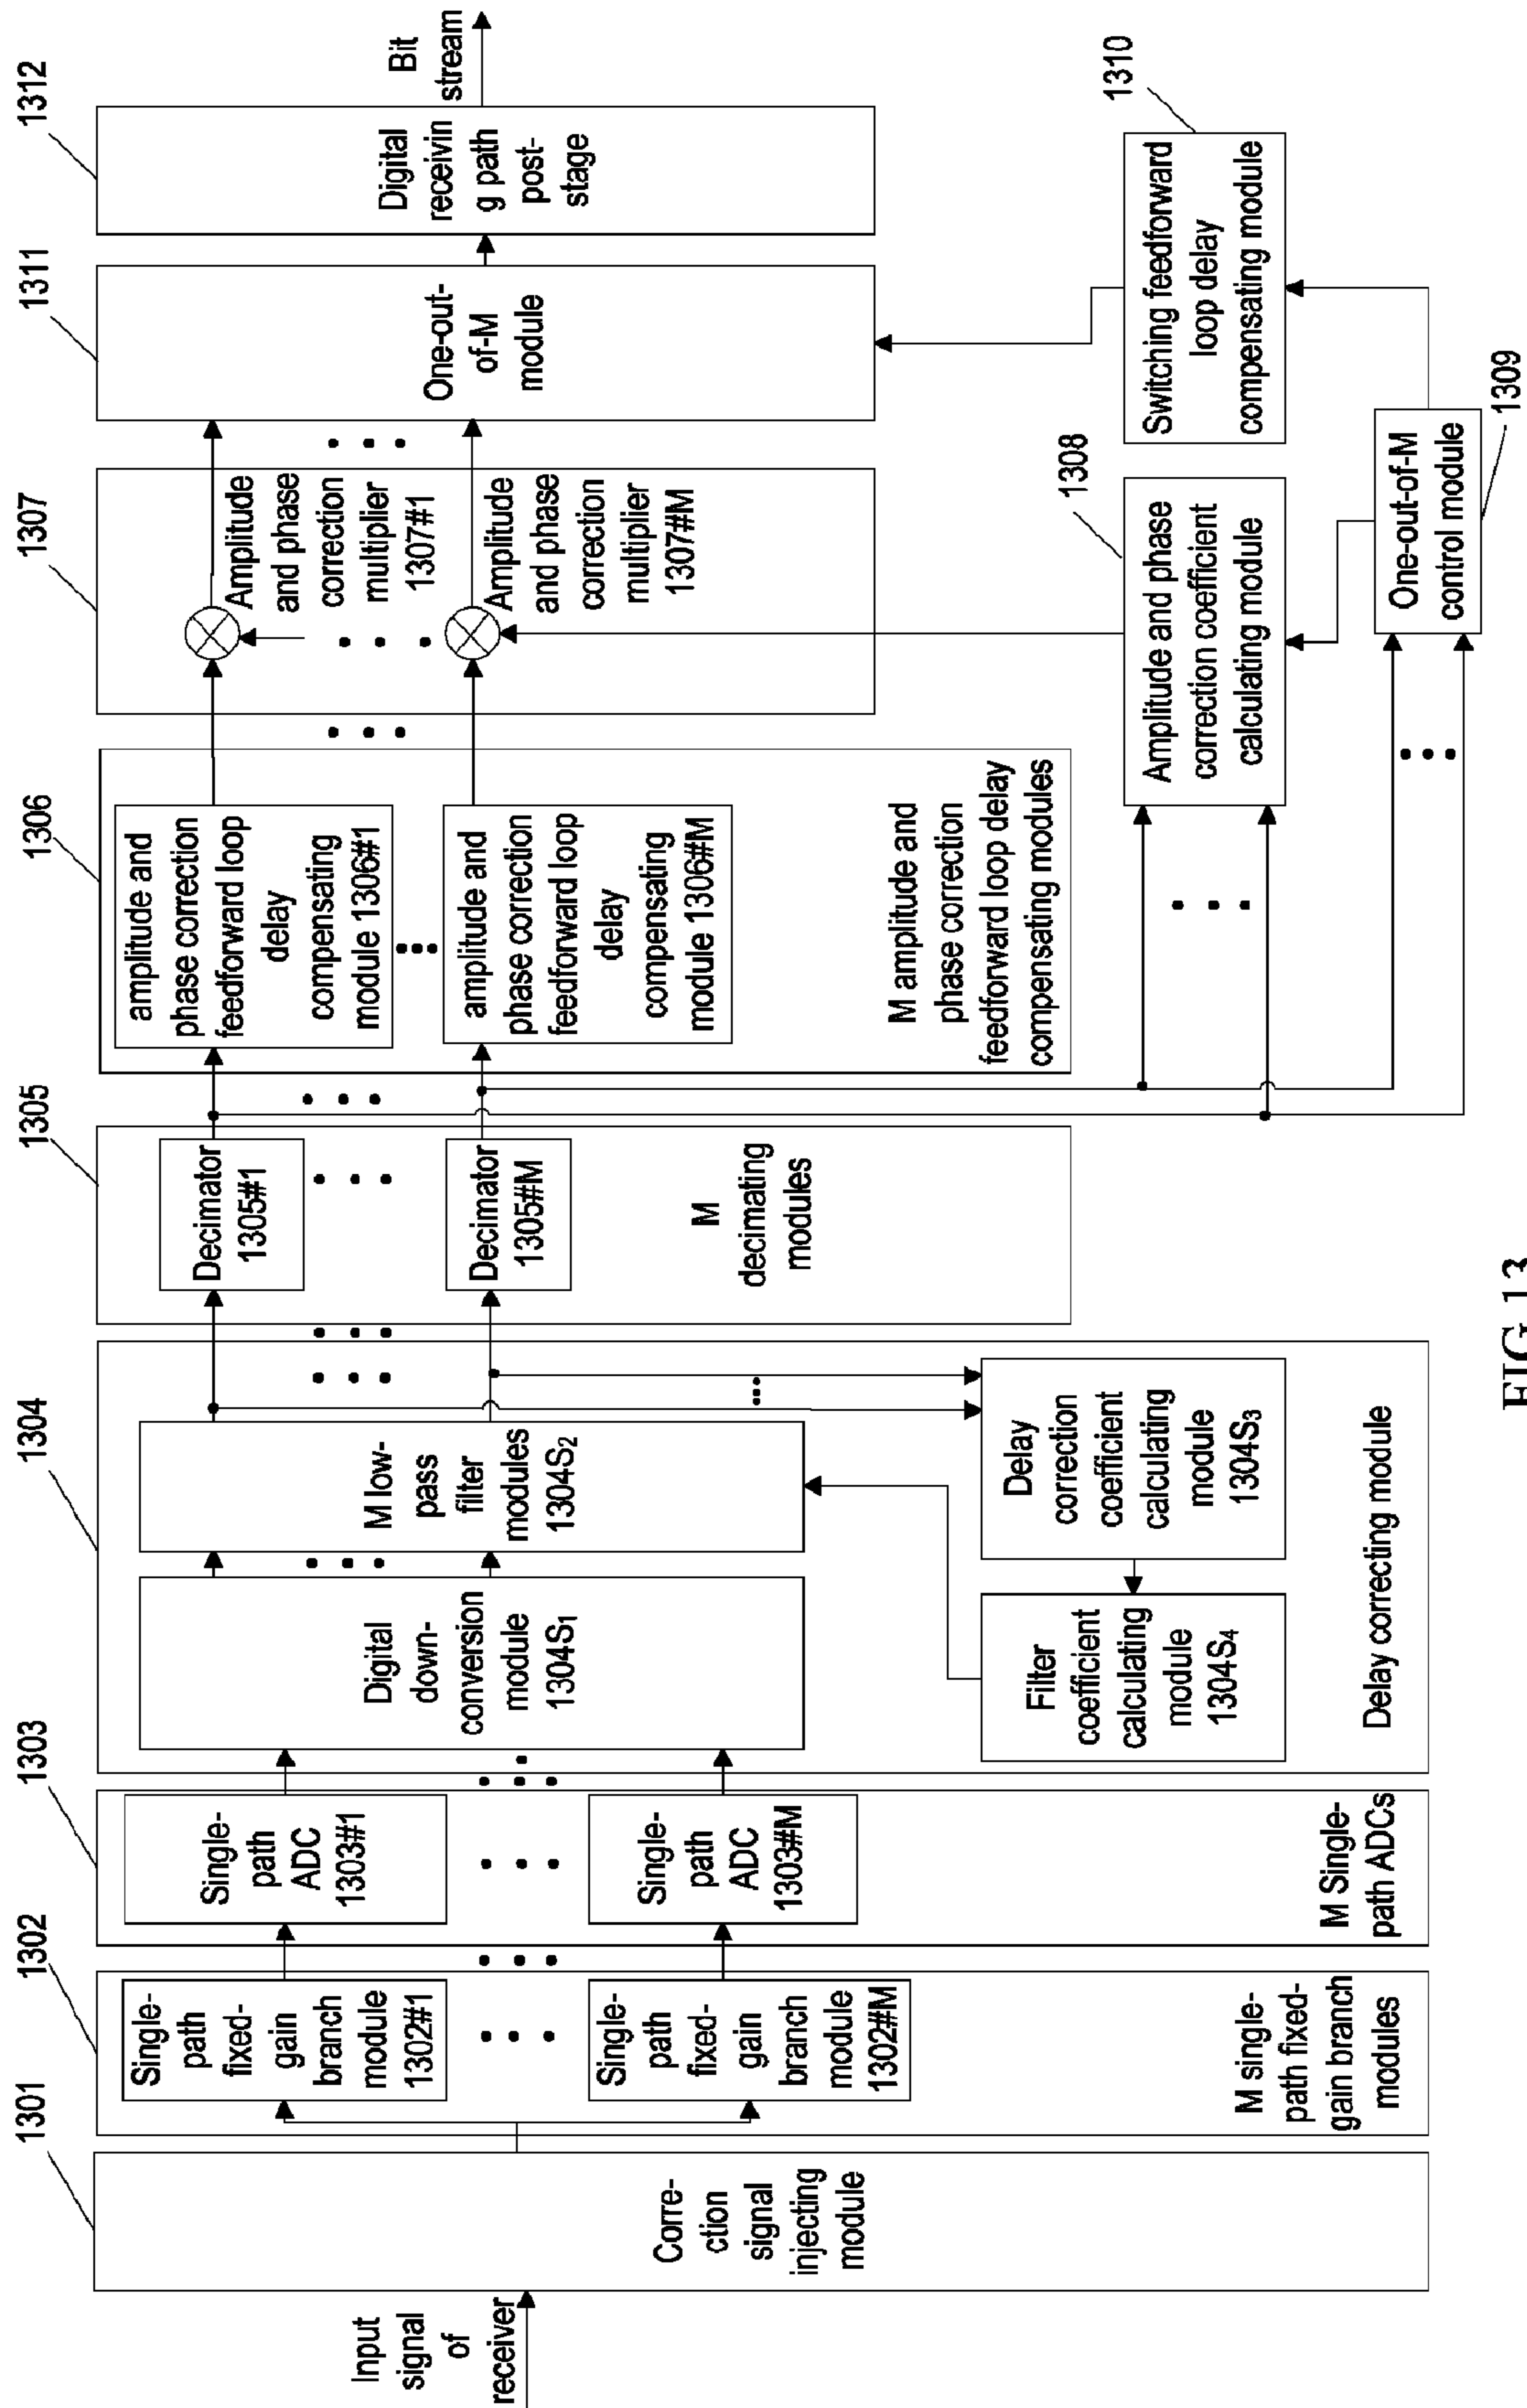 1301
1302
1303
1304
1305
1306
1307
1311
1312
Input
signal
of
receiver
Corre-
ction
signal
injecting
module
Single-
path
fixed-
gain
branch
module
1302#1
Single-
path
fixed-
gain
branch
module
1302#M
M single-
path fixed-
gain branch
modules
Single-
path
ADC
1303#1
Single-
path
ADC
1303#M
M Single-
path ADCs
Digital
down-
conversion
module
1304S₁
M low-
pass
filter
modules
1304S₂
Filter
coefficient
calculating
module
1304S₄
Delay
correction
coefficient
calculating
module
1304S₃
Delay correcting module
Decimator
1305#1
Decimator
1305#M
M
decimating
modules
amplitude and
phase correction
feedforward loop
delay
compensating
module 1306#1
amplitude and
phase correction
feedforward loop
delay
compensating
module 1306#M
M amplitude and
phase correction
feedforward loop delay
compensating modules
Amplitude
and phase
correction
multiplier
1307#1
Amplitude
and phase
correction
multiplier
1307#M
1308
Amplitude and phase
correction coefficient
calculating module
One-out-of-M
control module
1309
1310
Switching feedforward
loop delay
compensating module
One-out-
of-M
module
Digital
receivin
g path
post-
stage
Bit
stream
FIG.13